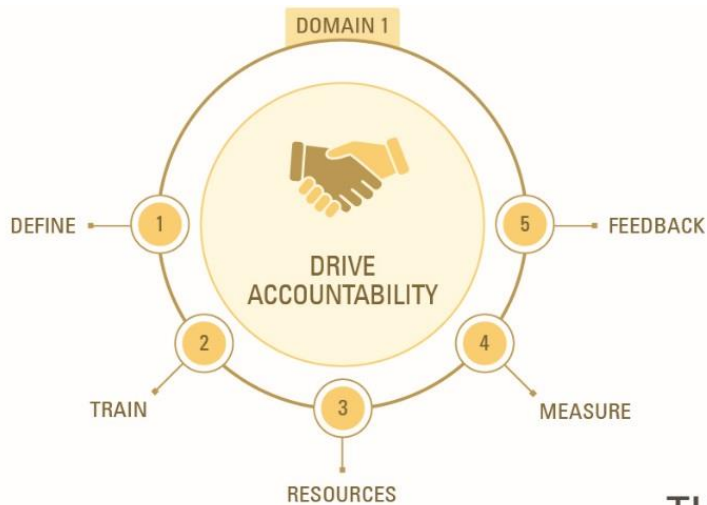 DOMAIN 1
DRIVE
ACCOUNTABILITY
1
DEFINE
2
TRAIN
3
RESOURCES
4
MEASURE
5
FEEDBACK